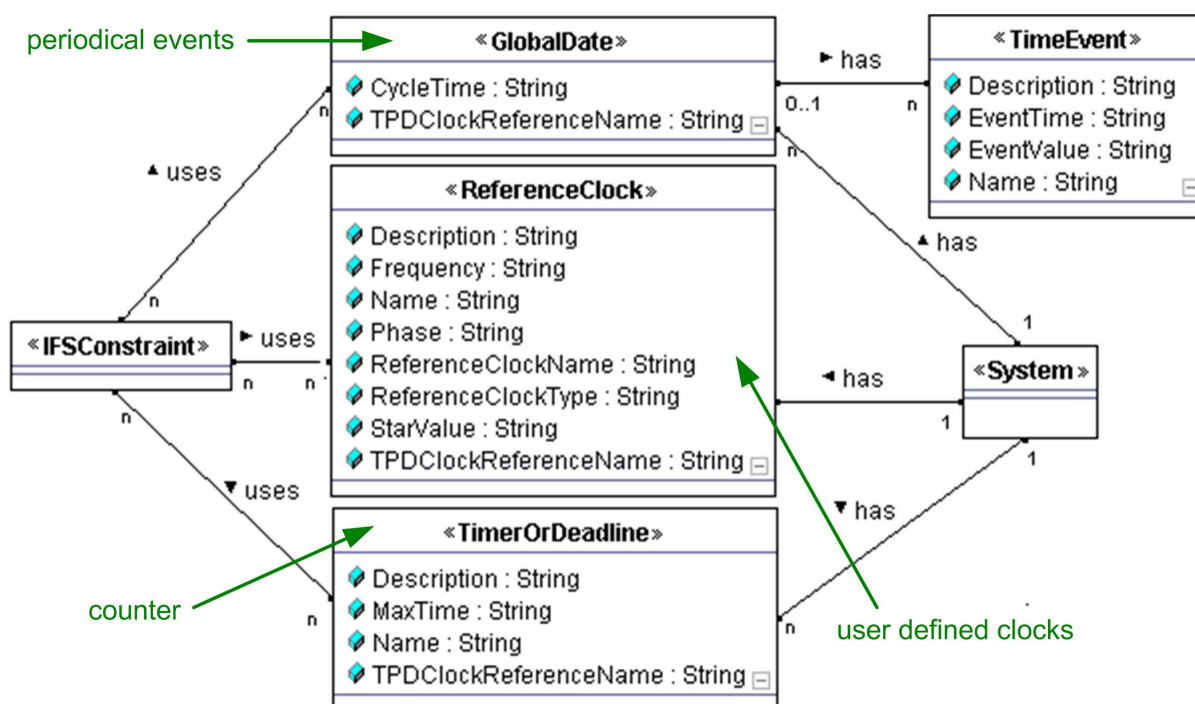 periodical events
«GlobalDate»
CycleTime : String
TPDClockReferenceName : String
has
0..1
n
«TimeEvent»
Description : String
EventTime : String
EventValue : String
Name : String
n
n
uses
«ReferenceClock»
Description : String
Frequency : String
Name : String
Phase : String
ReferenceClockName : String
ReferenceClockType : String
StarValue : String
TPDClockReferenceName : String
has
n
1
«IFSConstraint»
uses
n
n
«System»
has
1
n
1
uses
has
«TimerOrDeadline»
Description : String
MaxTime : String
Name : String
TPDClockReferenceName : String
counter
n
n
user defined clocks